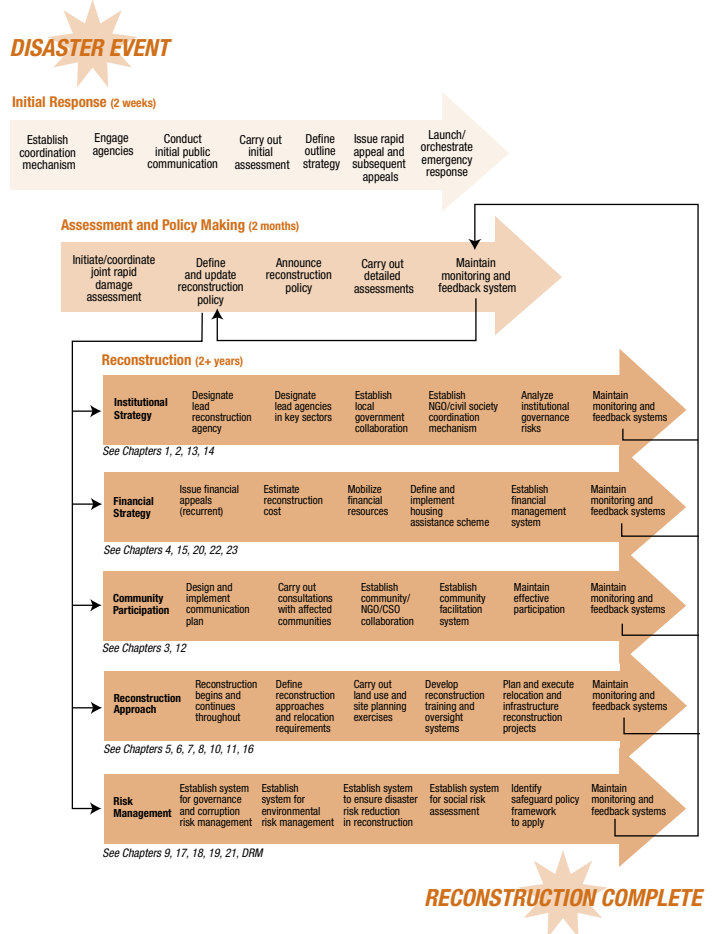 DISASTER EVENT
Initial Response (2 weeks)
Establish
coordination
mechanism
Engage
agencies
Conduct
initial public
communication
Carry out
initial
assessment
Define
outline
strategy
Issue rapid
appeal and
subsequent
appeals
Launch/
orchestrate
emergency
response
Assessment and Policy Making (2 months)
Initiate/coordinate
joint rapid
damage
assessment
Define
and update
reconstruction
policy
Announce
reconstruction
policy
Carry out
detailed
assessments
Maintain
monitoring and
feedback system
Reconstruction (2+ years)
Institutional
Strategy
Designate
lead
reconstruction
agency
Designate
lead agencies
in key sectors
Establish
local
government
collaboration
Establish
NGO/civil society
coordination
mechanism
Analyze
institutional
governance
risks
Maintain
monitoring and
feedback systems
See Chapters 1, 2, 13, 14
Financial
Strategy
Issue financial
appeals
(recurrent)
Estimate
reconstruction
cost
Mobilize
financial
resources
Define and
implement
housing
assistance scheme
Establish
financial
management
system
Maintain
monitoring and
feedback systems
See Chapters 4, 15, 20, 22, 23
Community
Participation
Design and
implement
communication
plan
Carry out
consultations
with affected
communities
Establish
community/
NGO/CSO
collaboration
Establish
community
facilitation
system
Maintain
effective
participation
Maintain
monitoring and
feedback systems
See Chapters 3, 12
Reconstruction
Approach
Reconstruction
begins and
continues
throughout
Define
reconstruction
approaches
and relocation
requirements
Carry out
land use and
site planning
exercises
Develop
reconstruction
training and
oversight
systems
Plan and execute
relocation and
infrastructure
reconstruction
projects
Maintain
monitoring and
feedback systems
See Chapters 5, 6, 7, 8, 10, 11, 16
Risk
Management
Establish system
for governance
and corruption
risk management
Establish
system for
environmental
risk management
Establish system
to ensure disaster
risk reduction
in reconstruction
Establish system
for social risk
assessment
Identify
safeguard policy
framework
to apply
Maintain
monitoring and
feedback systems
See Chapters 9, 17, 18, 19, 21, DRM
RECONSTRUCTION COMPLETE